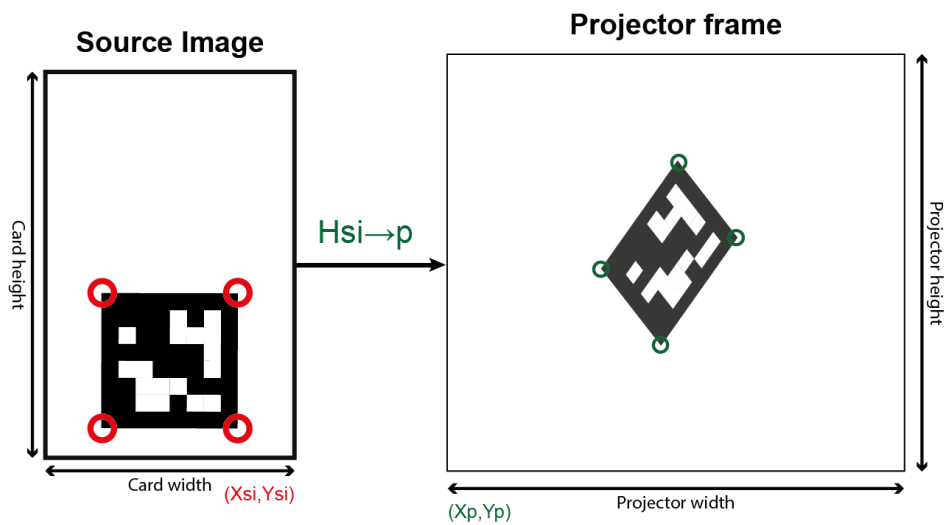 Source Image
Projector frame
Card height
Hsi→p
Projector height
Card width
(Xsi,Ysi)
(Xp,Yp)
Projector width